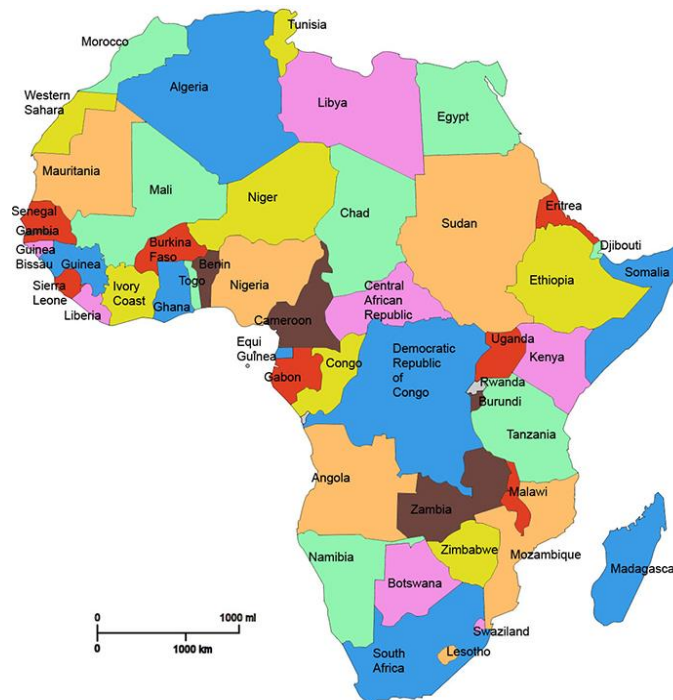 Tunisia
Morocco
Algeria
Libya
Egypt
Western
Sahara
Mauritania
Mali
Niger
Chad
Sudan
Eritrea
Senegal
Gambia
Guinea
Bissau
Guinea
Burkina
Faso
Benin
Togo
Nigeria
Djibouti
Somalia
Ethiopia
Sierra
Leone
Liberia
Ivory
Coast
Ghana
Central
African
Republic
Cameroon
Equi
Guinea
Gabon
Congo
Democratic
Republic
of
Congo
Uganda
Kenya
Rwanda
Burundi
Tanzania
Angola
Zambia
Malawi
Mozambique
Zimbabwe
Madagasca
Namibia
Botswana
Swaziland
Lesotho
South
Africa
0 1000 mi
0 1000 km